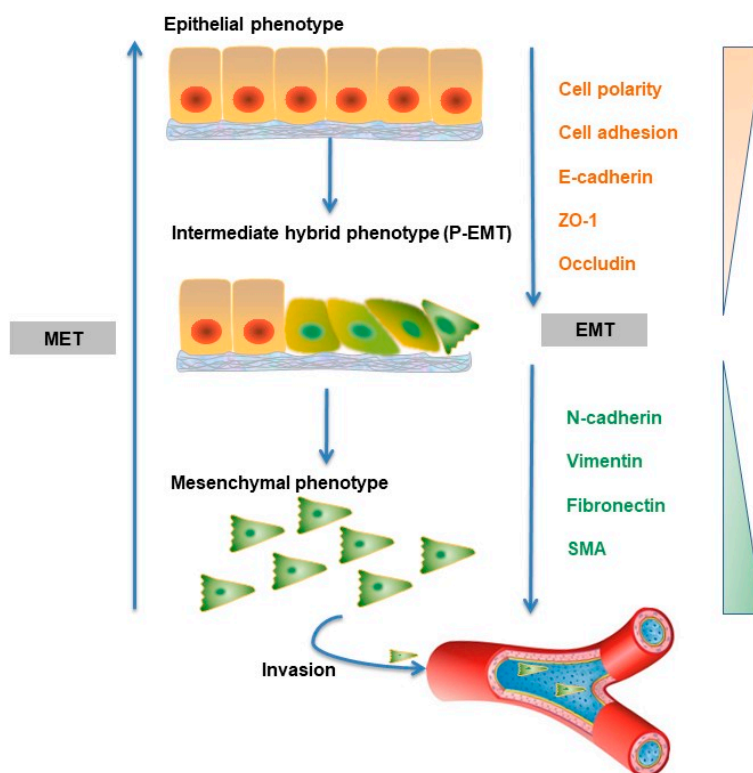 Epithelial phenotype
Cell polarity
Cell adhesion
E-cadherin
ZO-1
Occludin
Intermediate hybrid phenotype (P-EMT)
MET
EMT
N-cadherin
Vimentin
Fibronectin
SMA
Mesenchymal phenotype
Invasion